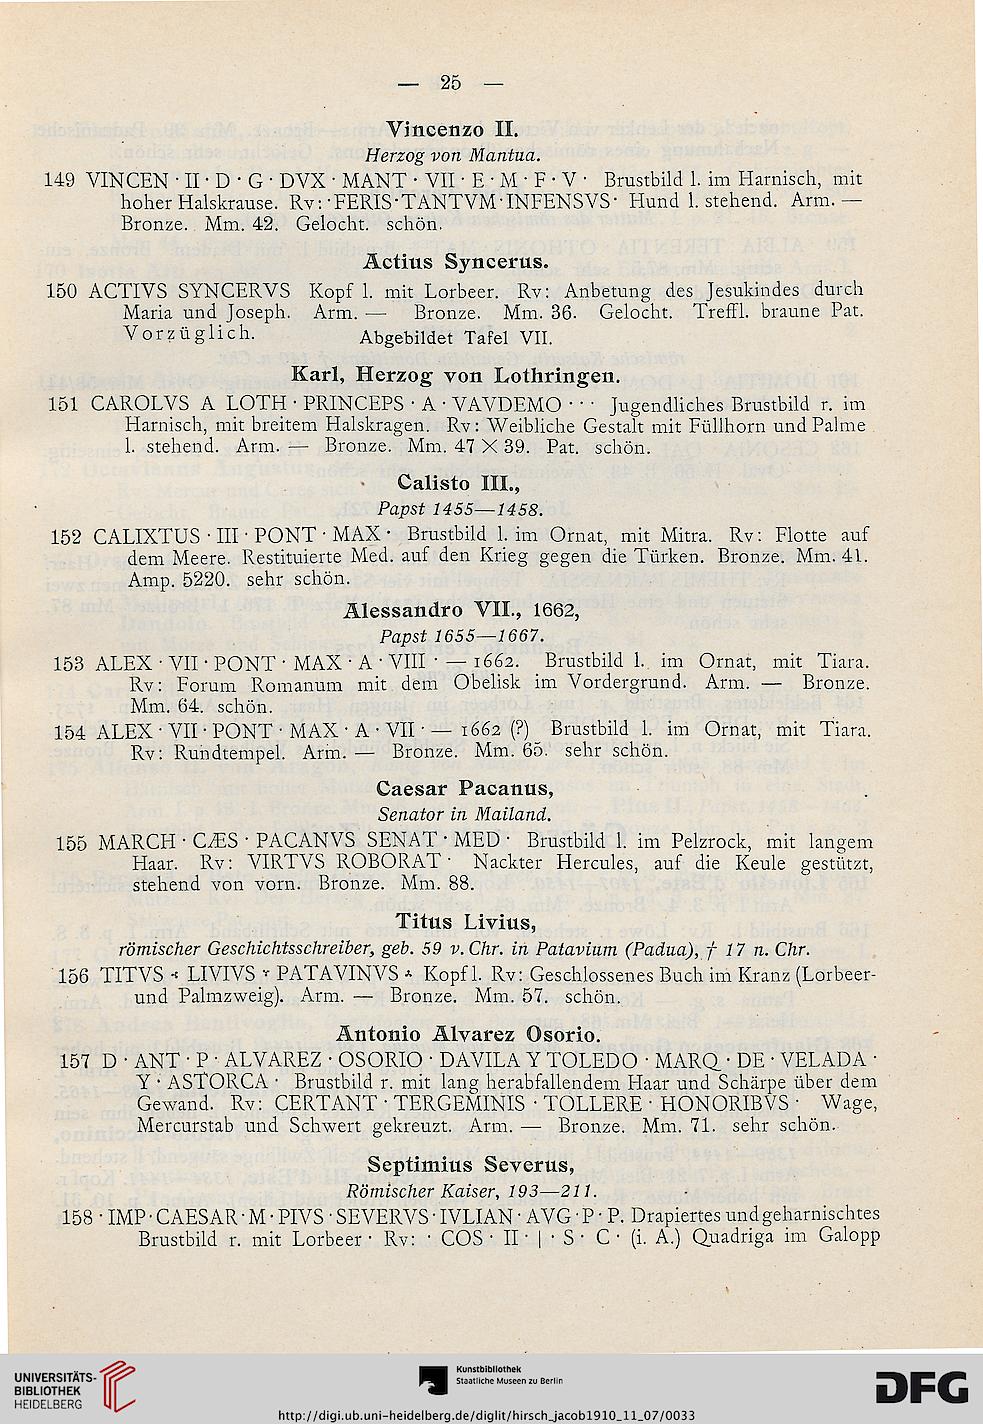 — 25 —
Vincenzo II.
Herzog von Mantua.
149 VINCEN · II · D · G · DVX · MANT · VII · E · M · F · V · Brustbild l. im Harnisch, mit
hoher Halskrause. Rv: · FERIS · TANTVM · INFENSVS · Hund l. stehend. Arm. —
Bronze. Mm. 42. Gelocht. schön.
Actius Syncerus.
150 ACTIVS SYNCERVS Kopf l. mit Lorbeer. Rv: Anbetung des Jesukindes durch
Maria und Joseph. Arm. — Bronze. Mm. 36. Gelocht. Treffl. braune Pat.
Vorzüglich. Abgebildet Tafel VII.
Karl, Herzog von Lothringen.
151 CAROLVS A LOTH · PRINCEPS · A · VAVDEMO · · · Jugendliches Brustbild r. im
Harnisch, mit breitem Halskragen. Rv: Weibliche Gestalt mit Füllhorn und Palme
l. stehend. Arm. — Bronze. Mm. 47 X 39. Pat. schön.
Calisto III.,
Papst 1455—1458.
152 CALIXTUS · III · PONT · MAX · Brustbild l. im Ornat, mit Mitra. Rv: Flotte auf
dem Meere. Restituierte Med. auf den Krieg gegen die Türken. Bronze. Mm. 41.
Amp. 5220. sehr schön.
Alessandro VII., 1662,
Papst 1655—1667.
153 ALEX · VII · PONT · MAX · A · VIII · — 1662. Brustbild l. im Ornat, mit Tiara.
Rv: Forum Romanum mit dem Obelisk im Vordergrund. Arm. — Bronze.
Mm. 64. schön.
154 ALEX · VII · PONT · MAX · A · VII · — 1662 (?) Brustbild l. im Ornat, mit Tiara.
Rv: Rundtempel. Arm. — Bronze. Mm. 65. sehr schön.
Caesar Pacanus,
Senator in Mailand.
155 MARCH · CÆS · PACANVS SENAT · MED · Brustbild l. im Pelzrock, mit langem
Haar. Rv: VIRTVS ROBORAT · Nackter Hercules, auf die Keule gestützt,
stehend von vorn. Bronze. Mm. 88.
Titus Livius,
römischer Geschichtsschreiber, geb. 59 v. Chr. in Patavium (Padua), † 17 n. Chr.
156 TITVS · LIVIVS · PATAVINVS · Kopf l. Rv: Geschlossenes Buch im Kranz (Lorbeer-
und Palmzweig). Arm. — Bronze. Mm. 57. schön.
Antonio Alvarez Osorio.
157 D · ANT · P · ALVAREZ · OSORIO · DAVILA Y TOLEDO · MARQ · DE · VELADA ·
Y · ASTORCA · Brustbild r. mit lang herabfallendem Haar und Schärpe über dem
Gewand. Rv: CERTANT · TERGEMINIS · TOLLERE · HONORIBVS · Wage,
Mercurstab und Schwert gekreuzt. Arm. — Bronze. Mm. 71. sehr schön.
Septimius Severus,
Römischer Kaiser, 193—211.
158 · IMP · CAESAR · M · PIVS · SEVERVS · IVLIAN · AVG · P · P. Drapiertes und geharnischtes
Brustbild r. mit Lorbeer · Rv: · COS · II · | · S · C · (i. A.) Quadriga im Galopp
UNIVERSITÄTS-
BIBLIOTHEK
HEIDELBERG
Kunstbibliothek
Staatliche Museen zu Berlin
DFG
http://digi.ub.uni-heidelberg.de/diglit/hirsch_jacob1910_11_07/0033